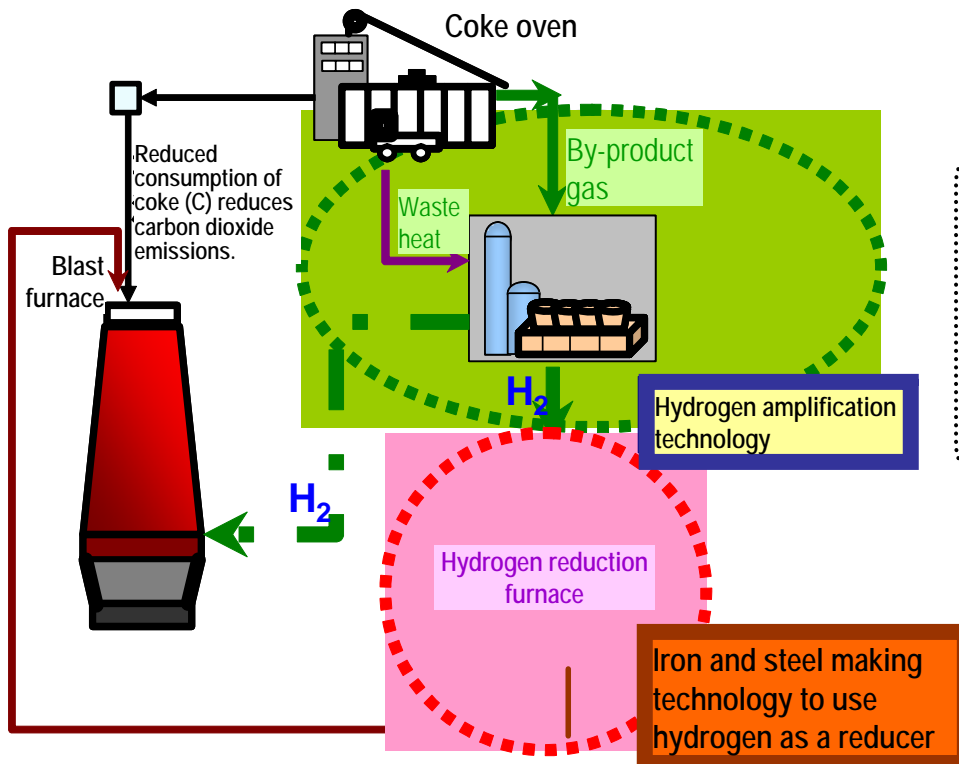 Coke oven
Reduced
consumption of
coke (C) reduces
carbon dioxide
emissions.
By-product
gas
Waste
heat
Blast
furnace
H₂
Hydrogen amplification
technology
H₂
Hydrogen reduction
furnace
Iron and steel making
technology to use
hydrogen as a reducer